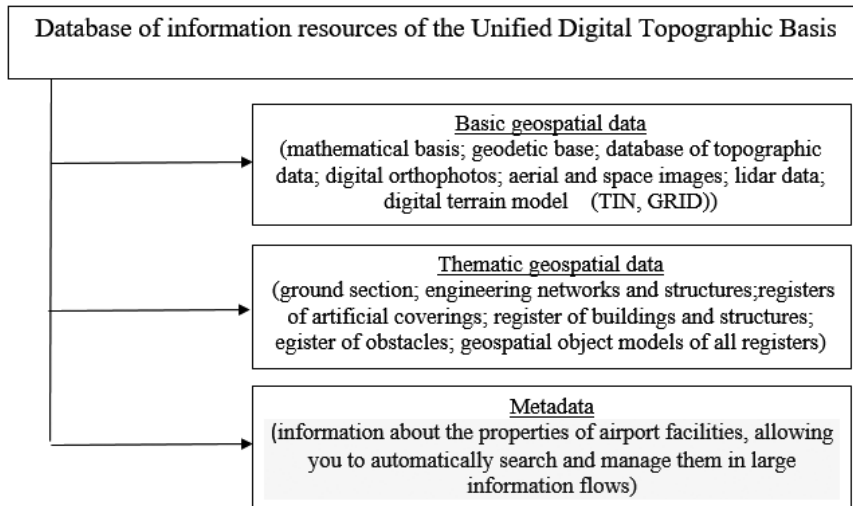 Database of information resources of the Unified Digital Topographic Basis
Basic geospatial data
(mathematical basis; geodetic base; database of topographic
data; digital orthophotos; aerial and space images; lidar data;
digital terrain model (TIN, GRID))
Thematic geospatial data
(ground section; engineering networks and structures;registers
of artificial coverings; register of buildings and structures;
egister of obstacles; geospatial object models of all registers)
Metadata
(information about the properties of airport facilities, allowing
you to automatically search and manage them in large
information flows)